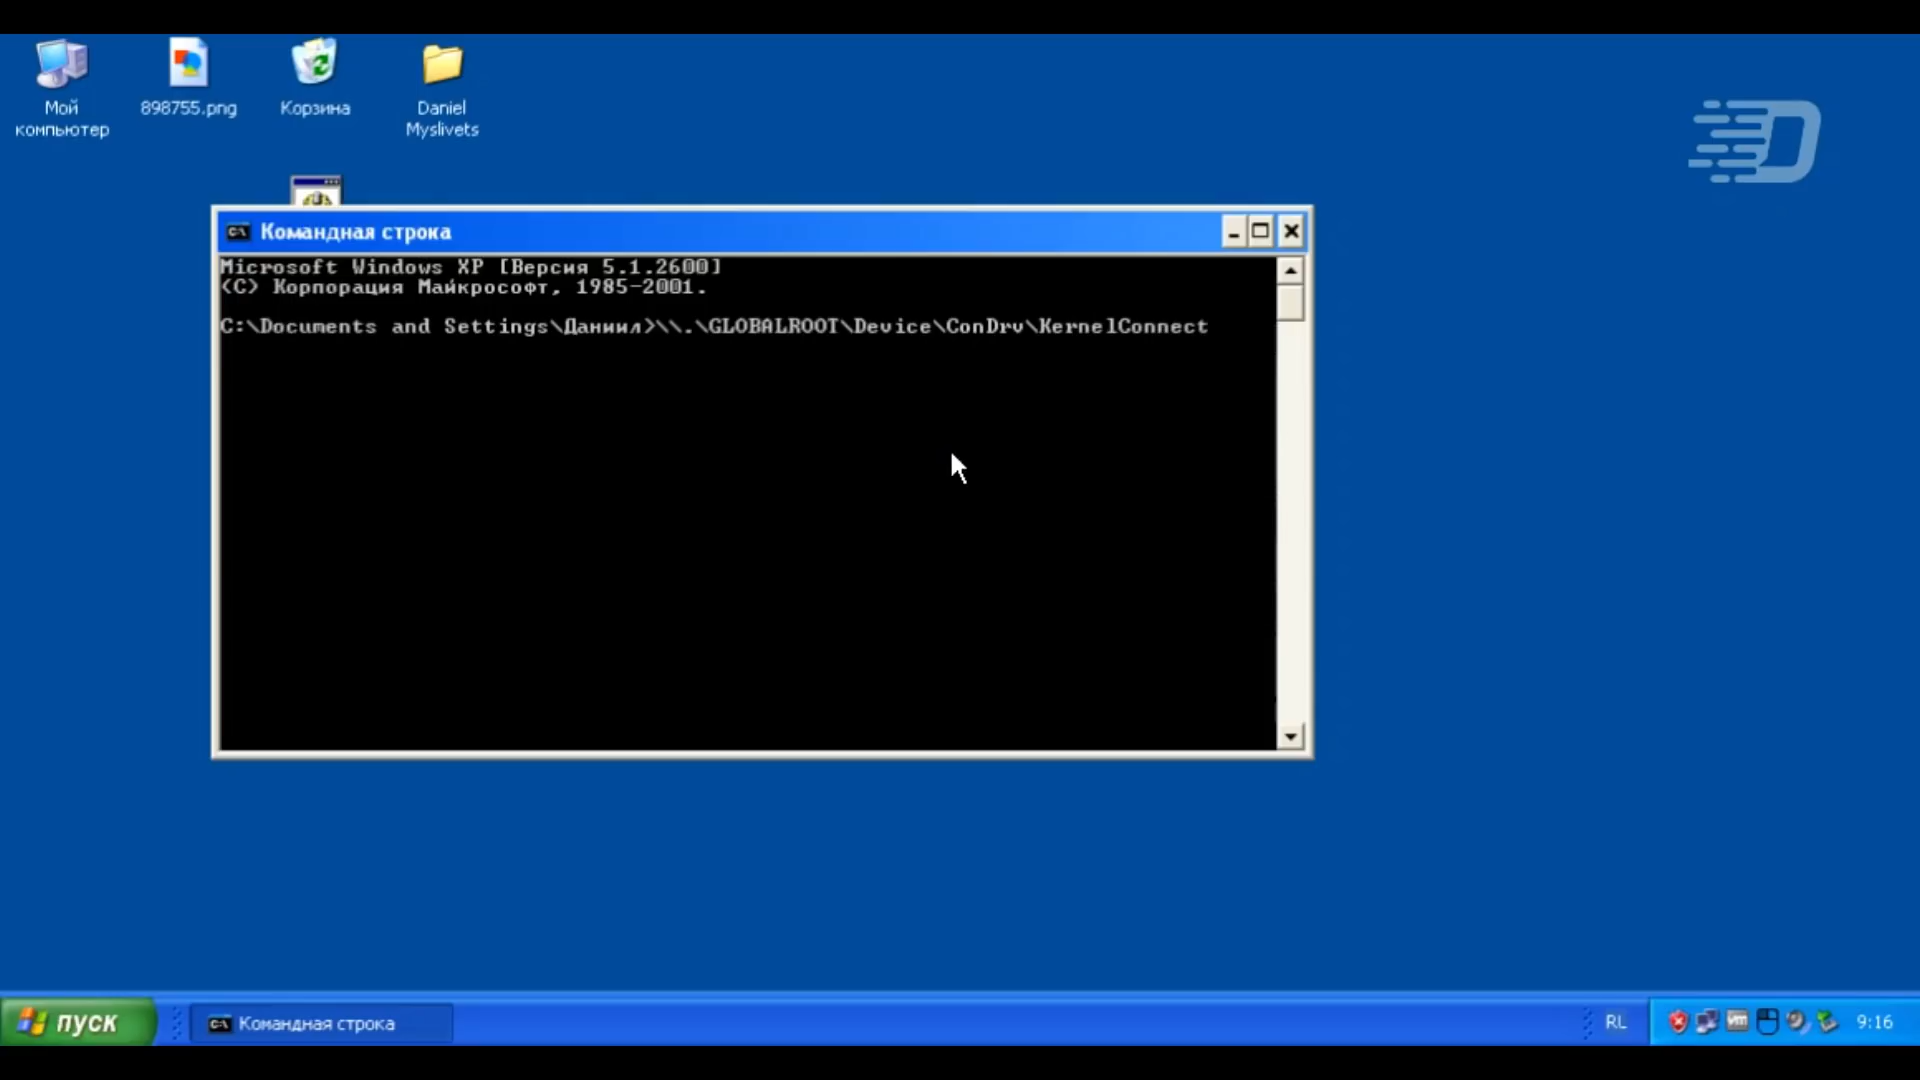 Мой
компьютер
898755.png
Корзина
Daniel
Myslivets
Командная строка
Microsoft Windows XP [Версия 5.1.2600]
(C) Корпорация Майкрософт, 1985-2001.
C:\Documents and Settings\Даниил>\\.\GLOBALROOT\Device\ConDrv\KernelConnect
пуск
Командная строка
RL
9:16